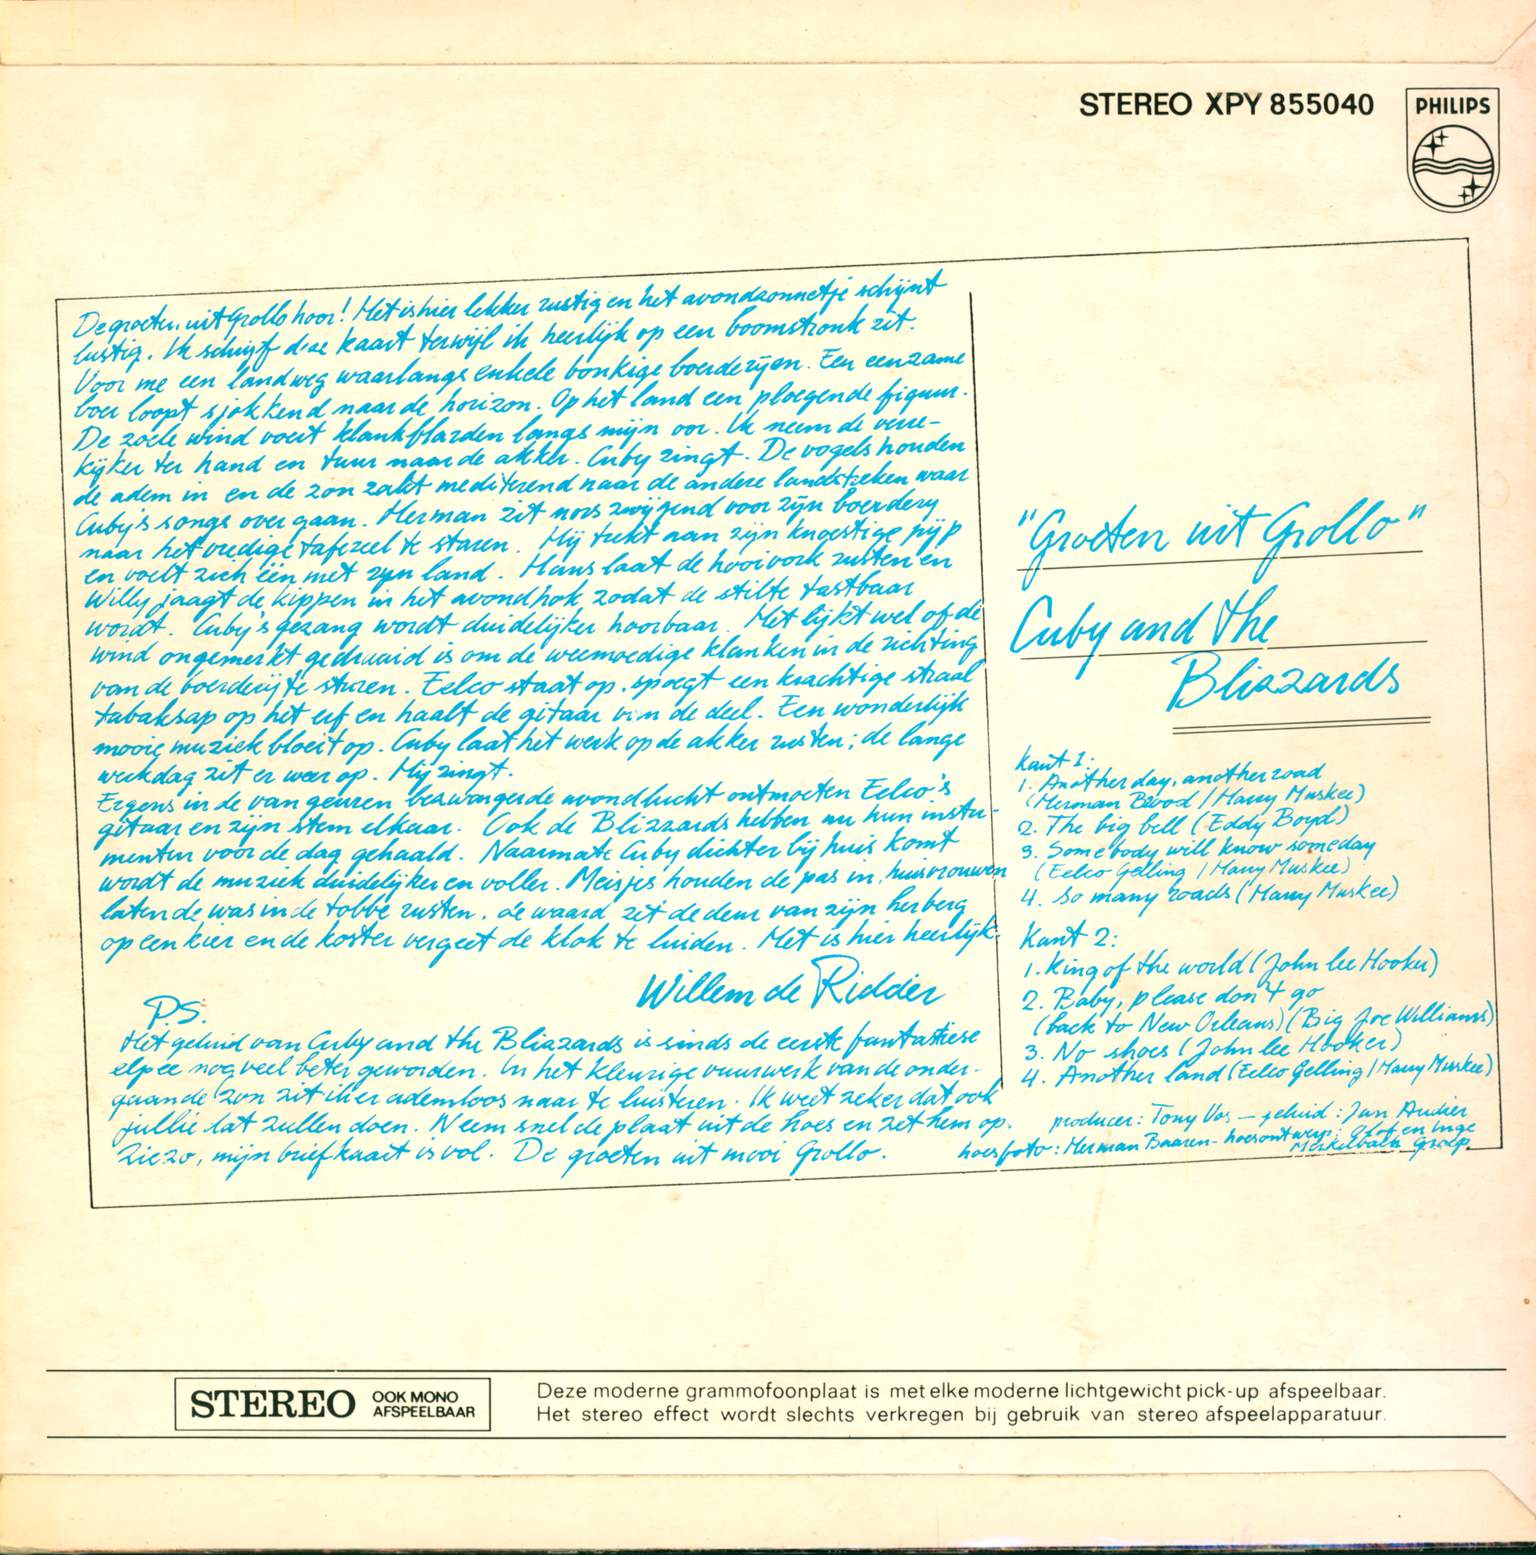 STEREO XPY 855040
PHILIPS
De groeten uit Grollo hoor! Het is hier lekker rustig en het avondzonnetje schijnt
lustig. Ik schrijf deze kaart terwijl ik heerlijk op een boomstronk zit.
Voor me een landweg waarlangs enkele bonkige boerderijen. Een eenzame
boer loopt sjokkend naar de horizon. Op het land een ploegende figuur.
De zoele wind voert klankflarden langs mijn oor. Ik neem de verre-
kijker ter hand en tuur naar de akker. Cuby zingt. De vogels houden
de adem in en de zon zakt mediterend naar de andere landstreken waar
Cuby's songs over gaan. Herman zit nors zwijgend voor zijn boerdery
naar het vredige tafereel te staren. Hij trekt aan zijn knoestige pijp
en voelt zich één met zijn land. Hans laat de hooivork rusten en
Willy jaagt de kippen in het avondhok zodat de stilte tastbaar
wordt. Cuby's gezang wordt duidelijker hoorbaar. Het lijkt wel of de
wind ongemerkt gedraaid is om de weemoedige klanken in de richting
van de boerderij te sturen. Eelco staat op, spoegt een krachtige straal
tabaksap op het erf en haalt de gitaar van de deel. Een wonderlijk
mooie muziek bloeit op. Cuby laat het werk op de akker rusten; de lange
werkdag zit er weer op. Hij zingt.
Ergens in de van geuren bezwangerde avondlucht ontmoeten Eelco's
gitaar en zijn stem elkaar. Ook de Blizzards hebben nu hun instru-
menten voor de dag gehaald. Naarmate Cuby dichter bij huis komt
wordt de muziek duidelijker en voller. Meisjes houden de pas in, huisvrouwen
laten de was in de tobbe rusten, de waard zet de deur van zijn herberg
op een kier en de koster vergeet de klok te luiden. Het is hier heerlijk.
Willem de Ridder
P.S.
Het geluid van Cuby and the Blizzards is sinds de eerste fantastiese
elpee nog veel beter geworden. In het kleurige vuurwerk van de onder-
gaande zon zit ik er ademloos naar te luisteren. Ik weet zeker dat ook
jullie dat zullen doen. Neem snel de plaat uit de hoes en zet hem op.
Ziezo, mijn briefkaart is vol. De groeten uit mooi Grollo.
"Groeten uit Grollo"
Cuby and the
Blizzards
Kant 1:
1. Another day, another road
(Herman Brood / Harry Muskee)
2. The big bell (Eddy Boyd)
3. Somebody will know someday
(Eelco Gelling / Harry Muskee)
4. So many roads (Harry Muskee)
Kant 2:
1. King of the world (John lee Hooker)
2. Baby, please don't go
(back to New Orleans) (Big Joe Williams)
3. No shoes (John lee Hooker)
4. Another land (Eelco Gelling / Harry Muskee)
producer: Tony Vos – geluid: Jan Audier
hoesfoto: Herman Baaren - hoesontwerp: Olof en Inge
Merkelbach Groep
STEREO OOK MONO
AFSPEELBAAR
Deze moderne grammofoonplaat is met elke moderne lichtgewicht pick-up afspeelbaar.
Het stereo effect wordt slechts verkregen bij gebruik van stereo afspeelapparatuur.